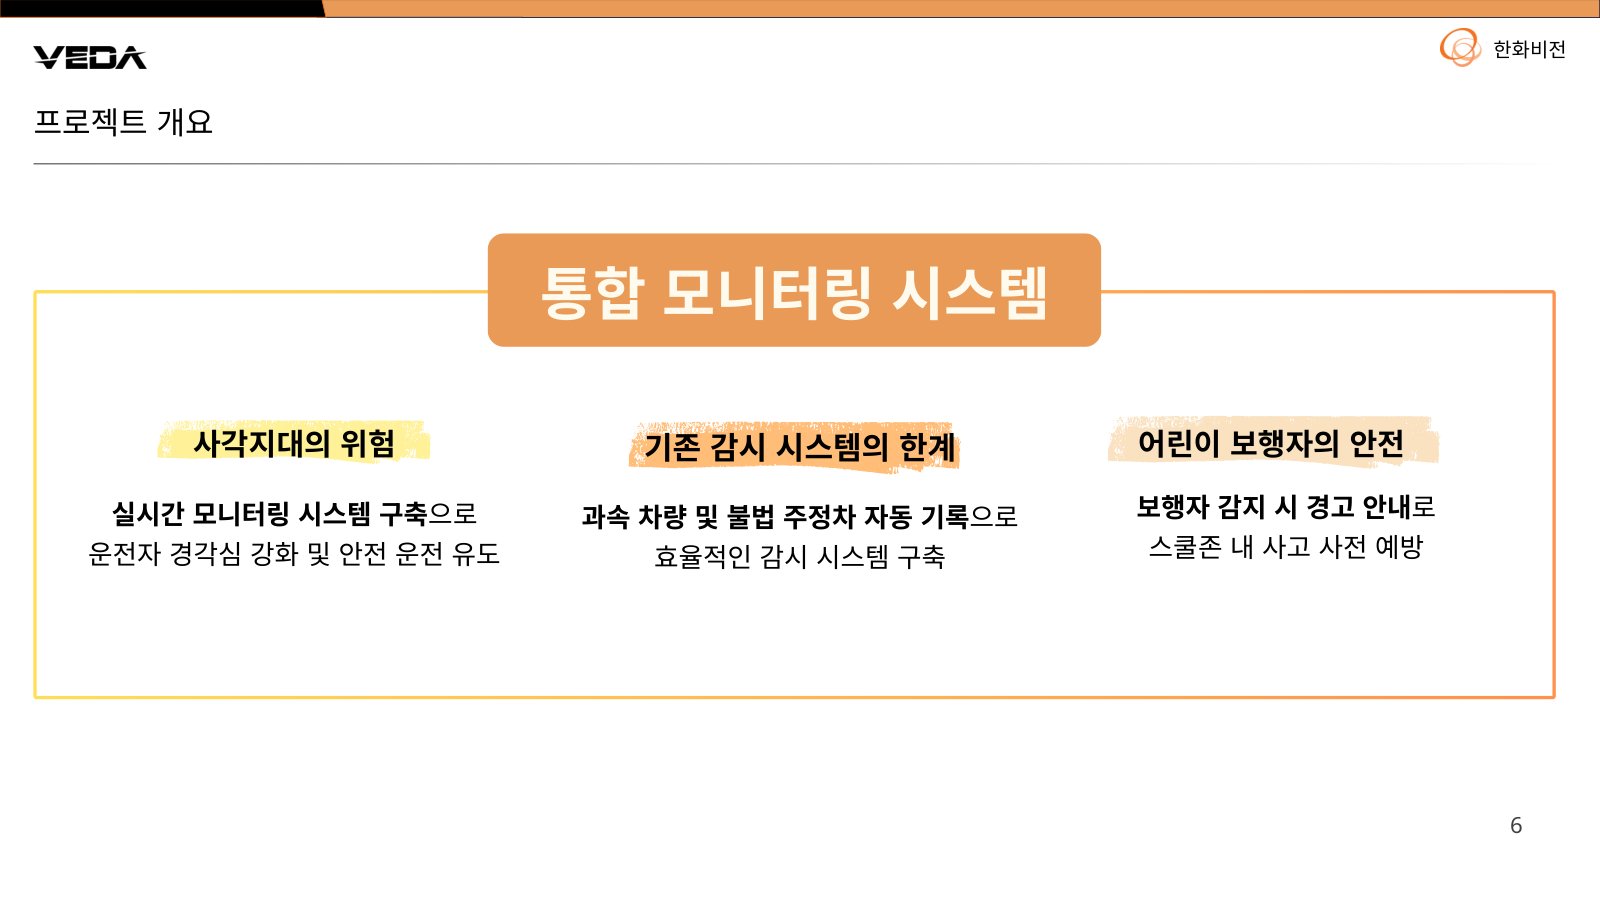 VEDA
한화비전
프로젝트 개요
통합 모니터링 시스템
사각지대의 위험
실시간 모니터링 시스템 구축으로
운전자 경각심 강화 및 안전 운전 유도
기존 감시 시스템의 한계
과속 차량 및 불법 주정차 자동 기록으로
효율적인 감시 시스템 구축
어린이 보행자의 안전
보행자 감지 시 경고 안내로
스쿨존 내 사고 사전 예방
6